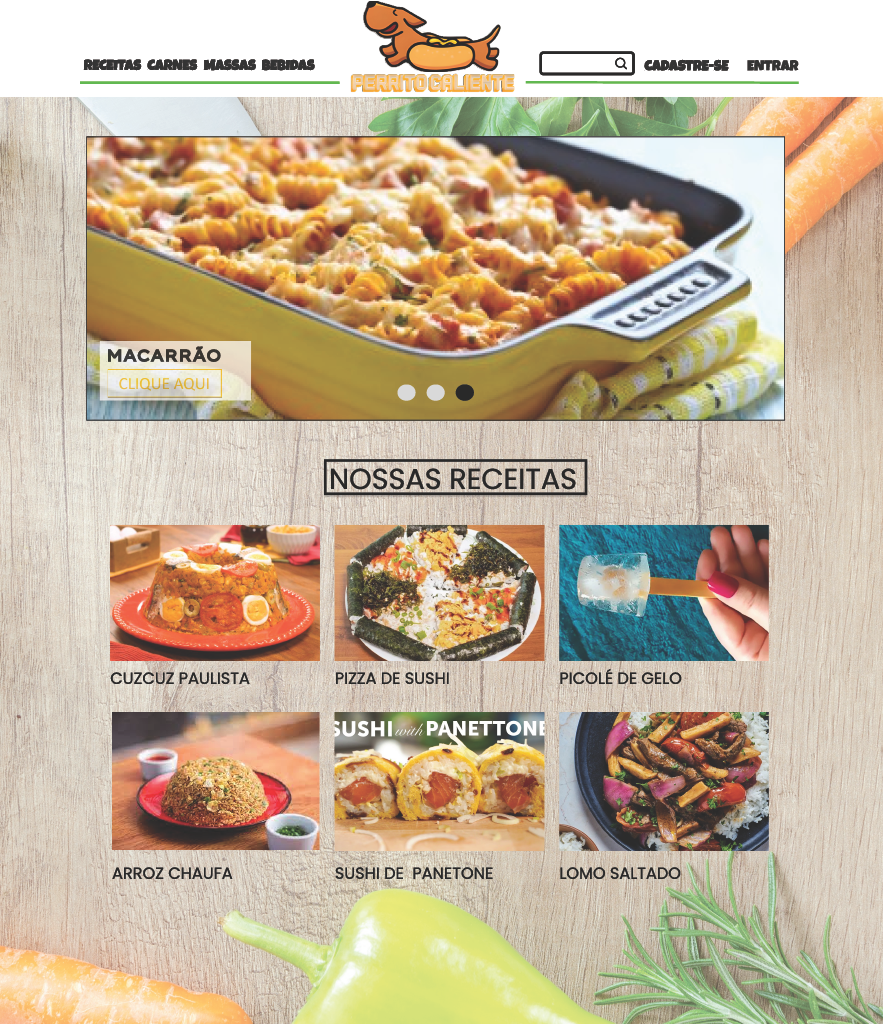 RECEITAS CARNES MASSAS BEBIDAS
PERRITO CALIENTE
CADASTRE-SE ENTRAR
MACARRÃO
CLIQUE AQUI
NOSSAS RECEITAS
CUZCUZ PAULISTA
PIZZA DE SUSHI
PICOLÉ DE GELO
SUSHI with PANETTONE
ARROZ CHAUFA
SUSHI DE PANETONE
LOMO SALTADO